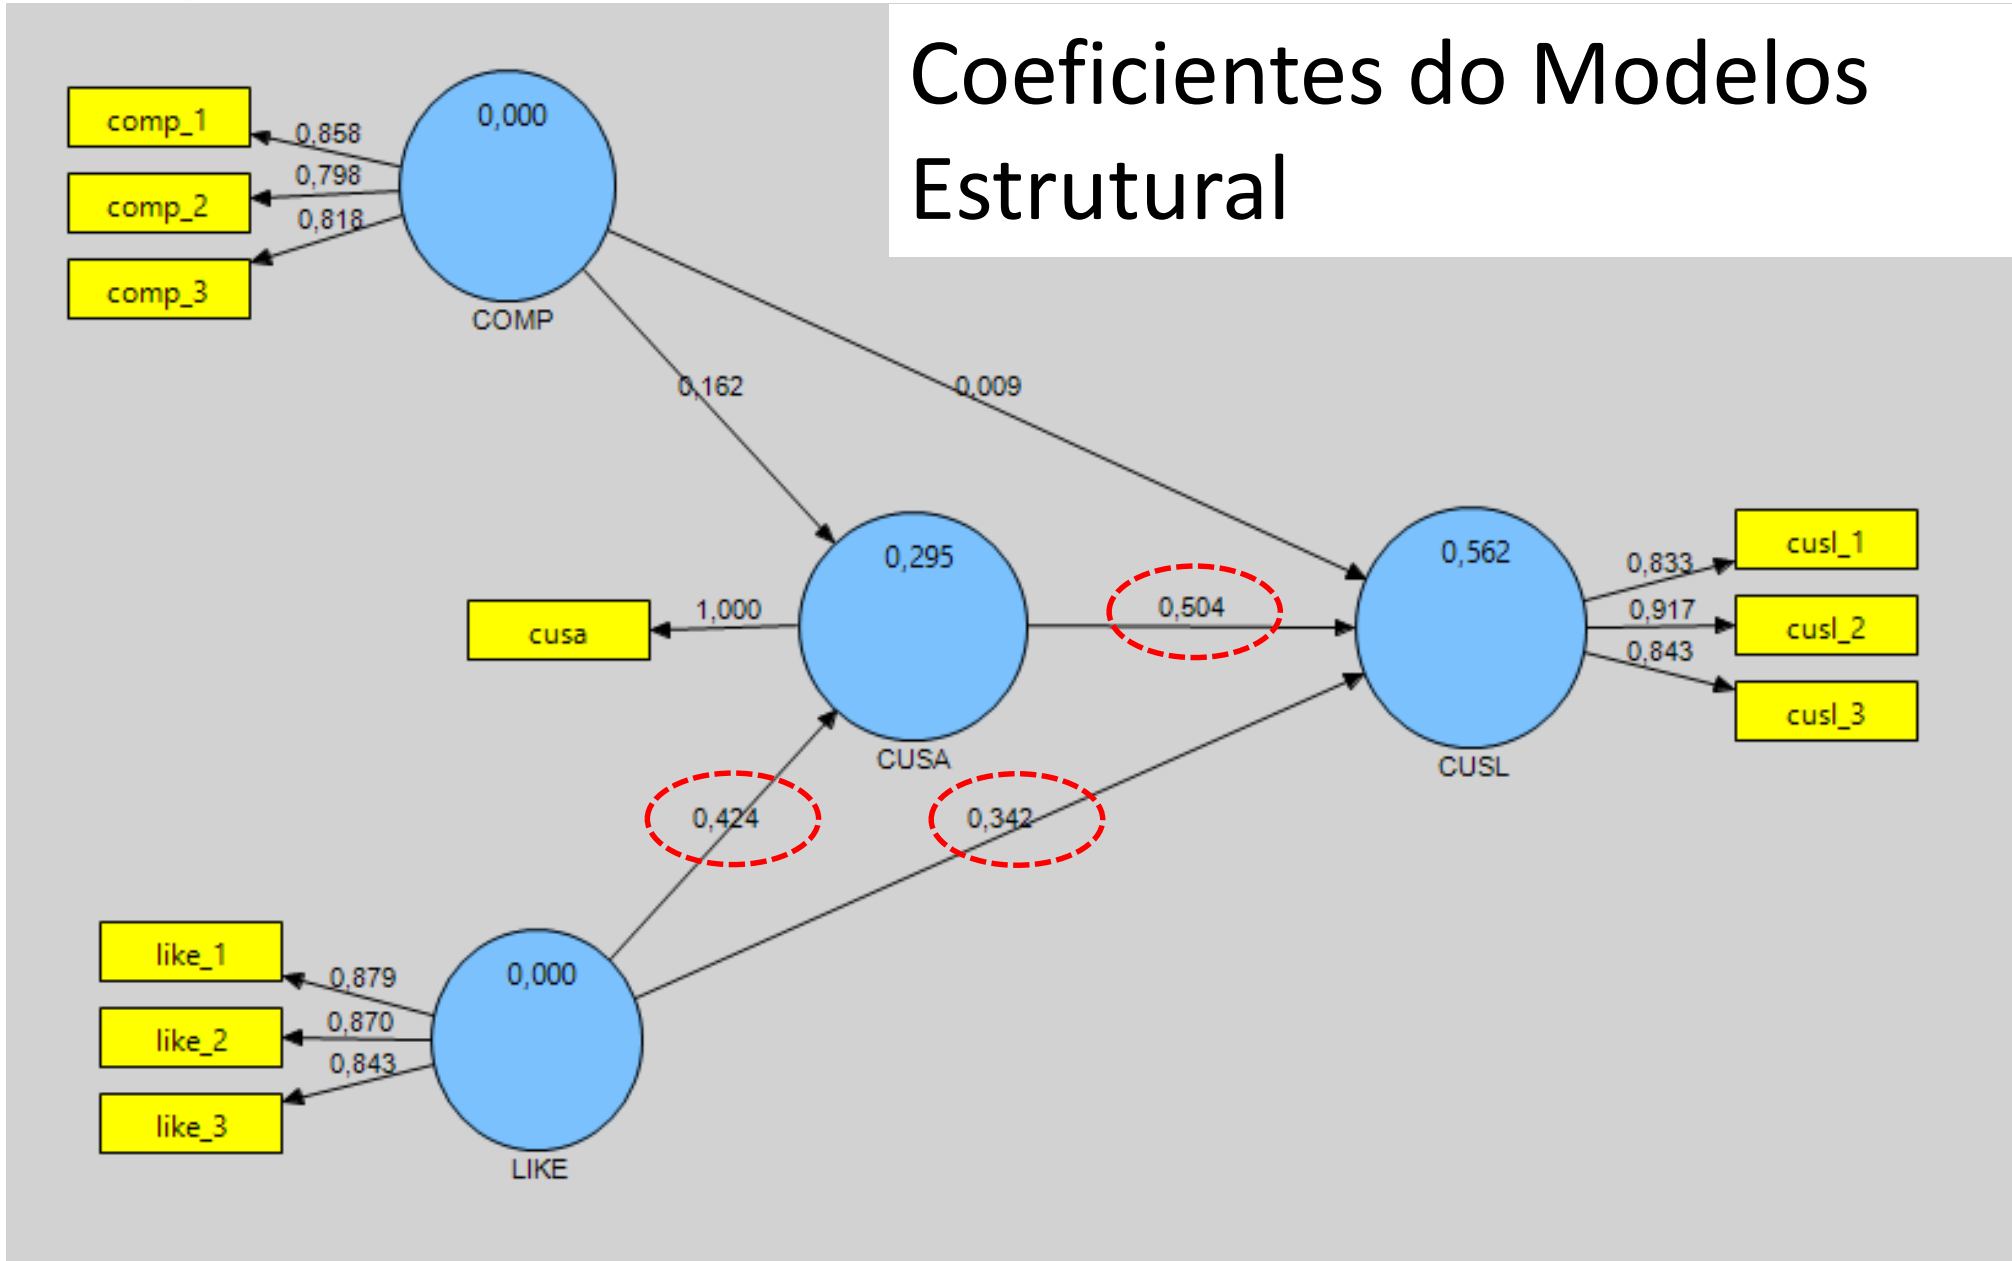 Coeficientes do Modelos
Estrutural
comp_1
0,858
comp_2
0,798
comp_3
0,818
0,000
COMP
0,162
0,009
cusa
1,000
0,295
CUSA
0,504
0,562
CUSL
0,833
cusl_1
0,917
cusl_2
0,843
cusl_3
0,424
0,342
like_1
0,879
like_2
0,870
like_3
0,843
0,000
LIKE